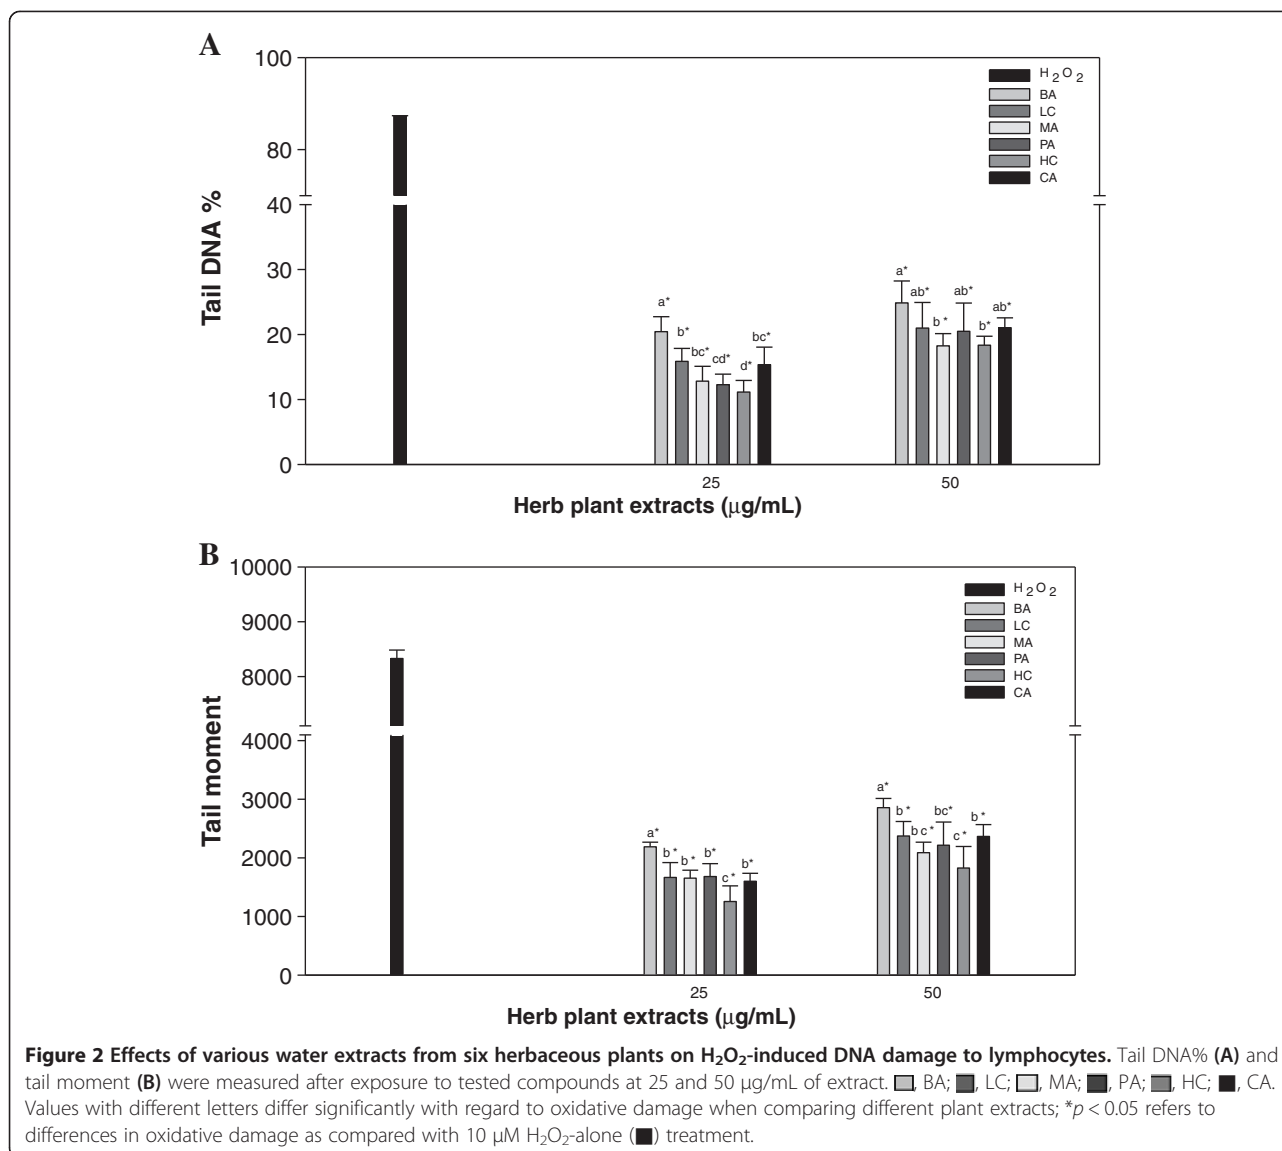 A
100
80
40
30
20
10
0
Tail DNA %
H2O2
BA
LC
MA
PA
HC
CA
a*
b*
bc*
cd*
d*
bc*
a*
ab*
b*
ab*
b*
ab*
25
50
Herb plant extracts (μg/mL)
B
10000
9000
8000
4000
3000
2000
1000
0
Tail moment
H2O2
BA
LC
MA
PA
HC
CA
a*
b*
b*
b*
c*
b*
a*
b*
bc*
bc*
c*
b*
25
50
Herb plant extracts (μg/mL)
Figure 2 Effects of various water extracts from six herbaceous plants on H₂O₂-induced DNA damage to lymphocytes. Tail DNA% (A) and
tail moment (B) were measured after exposure to tested compounds at 25 and 50 μg/mL of extract. ■, BA; ■, LC; □, MA; ■, PA; ■, HC; ■, CA.
Values with different letters differ significantly with regard to oxidative damage when comparing different plant extracts; *p < 0.05 refers to
differences in oxidative damage as compared with 10 μM H₂O₂-alone (■) treatment.